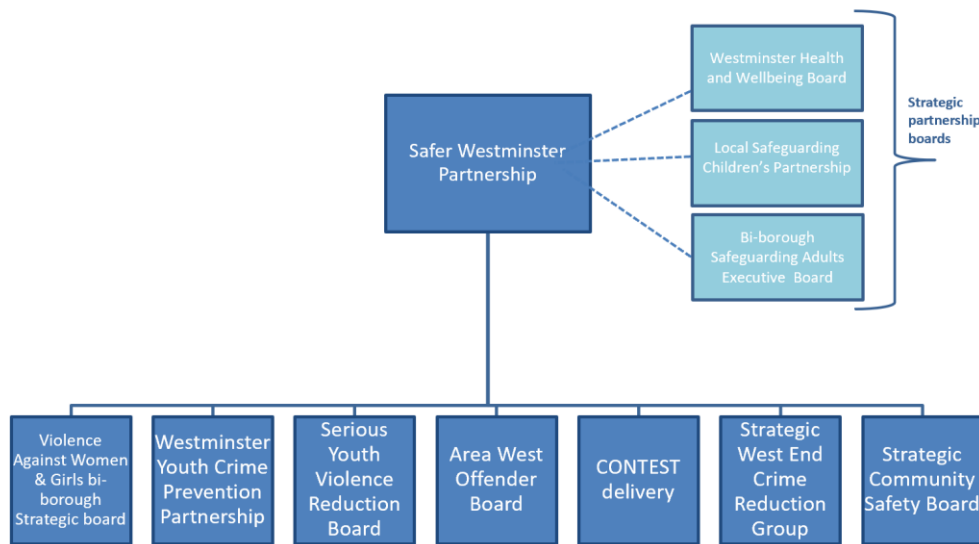 Safer Westminster
Partnership
Westminster Health
and Wellbeing Board
Local Safeguarding
Children's Partnership
Bi-borough
Safeguarding Adults
Executive Board
Strategic
partnership
boards
Violence
Against Women
& Girls bi-
borough
Strategic board
Westminster
Youth Crime
Prevention
Partnership
Serious
Youth
Violence
Reduction
Board
Area West
Offender
Board
CONTEST
delivery
Strategic
West End
Crime
Reduction
Group
Strategic
Community
Safety Board